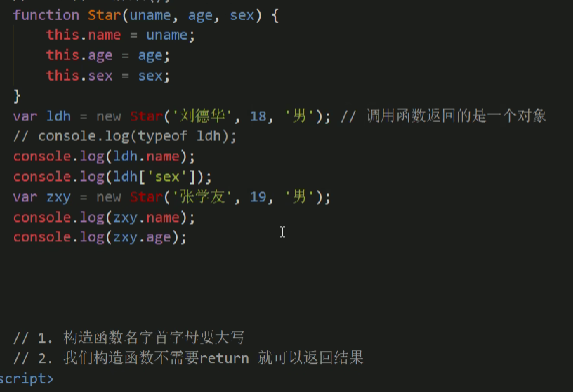 function Star(uname, age, sex) {
this.name = uname;
this.age = age;
this.sex = sex;
}
var ldh = new Star('刘德华', 18, '男'); // 调用函数返回的是一个对象
// console.log(typeof ldh);
console.log(ldh.name);
console.log(ldh['sex']);
var zxy = new Star('张学友', 19, '男');
console.log(zxy.name);
console.log(zxy.age);
// 1. 构造函数名字首字母要大写
// 2. 我们构造函数不需要return 就可以返回结果
script>